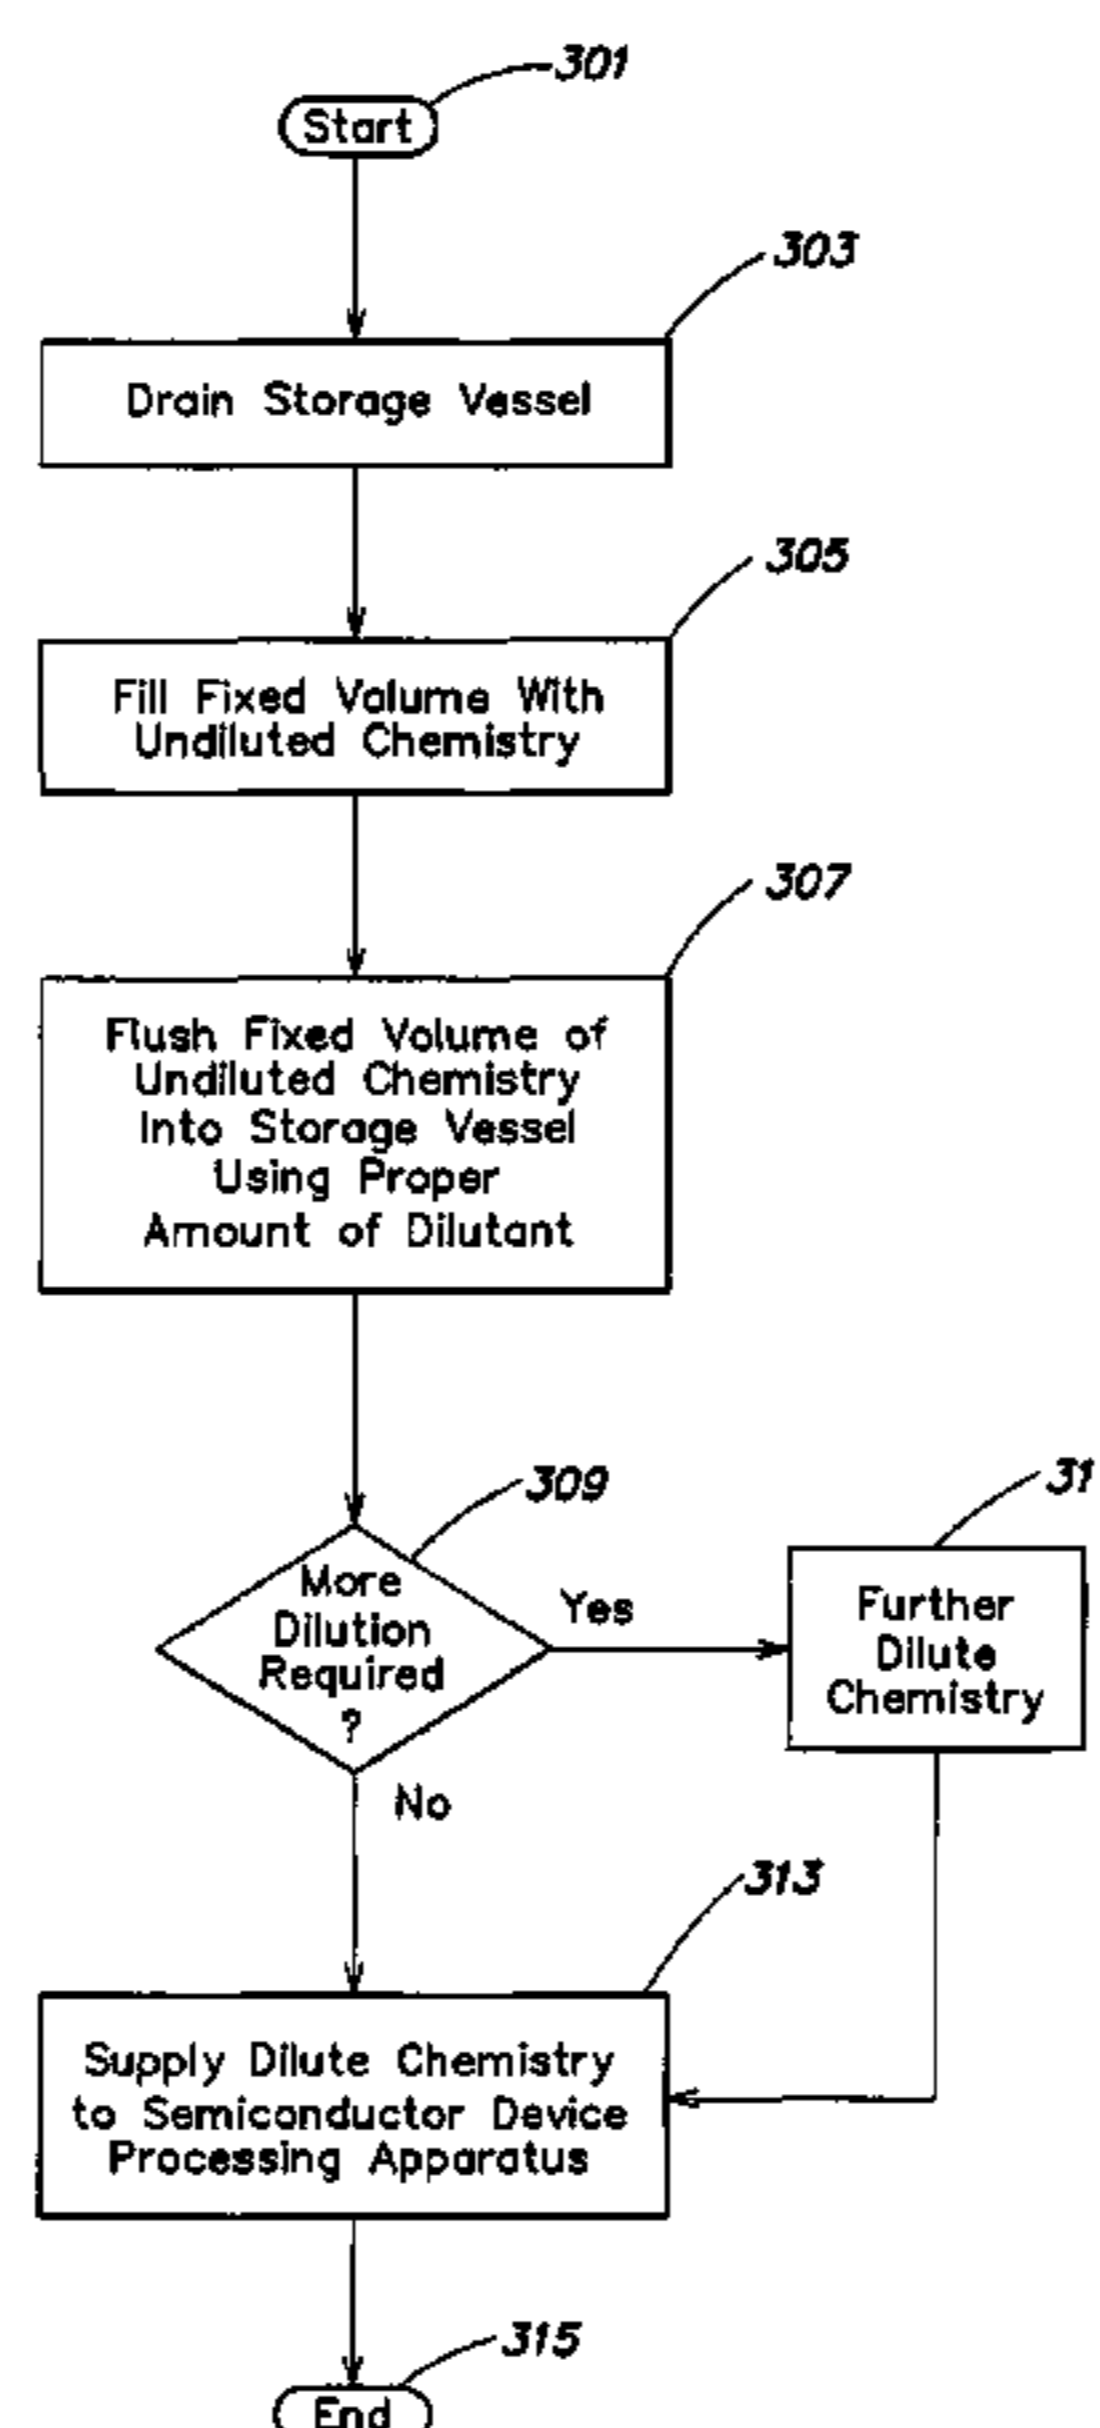 301
Start
303
Drain Storage Vessel
305
Fill Fixed Volume With
Undiluted Chemistry
307
Flush Fixed Volume of
Undiluted Chemistry
Into Storage Vessel
Using Proper
Amount of Dilutant
309
More
Dilution
Required
?
Yes
31
Further
Dilute
Chemistry
No
313
Supply Dilute Chemistry
to Semiconductor Device
Processing Apparatus
315
End